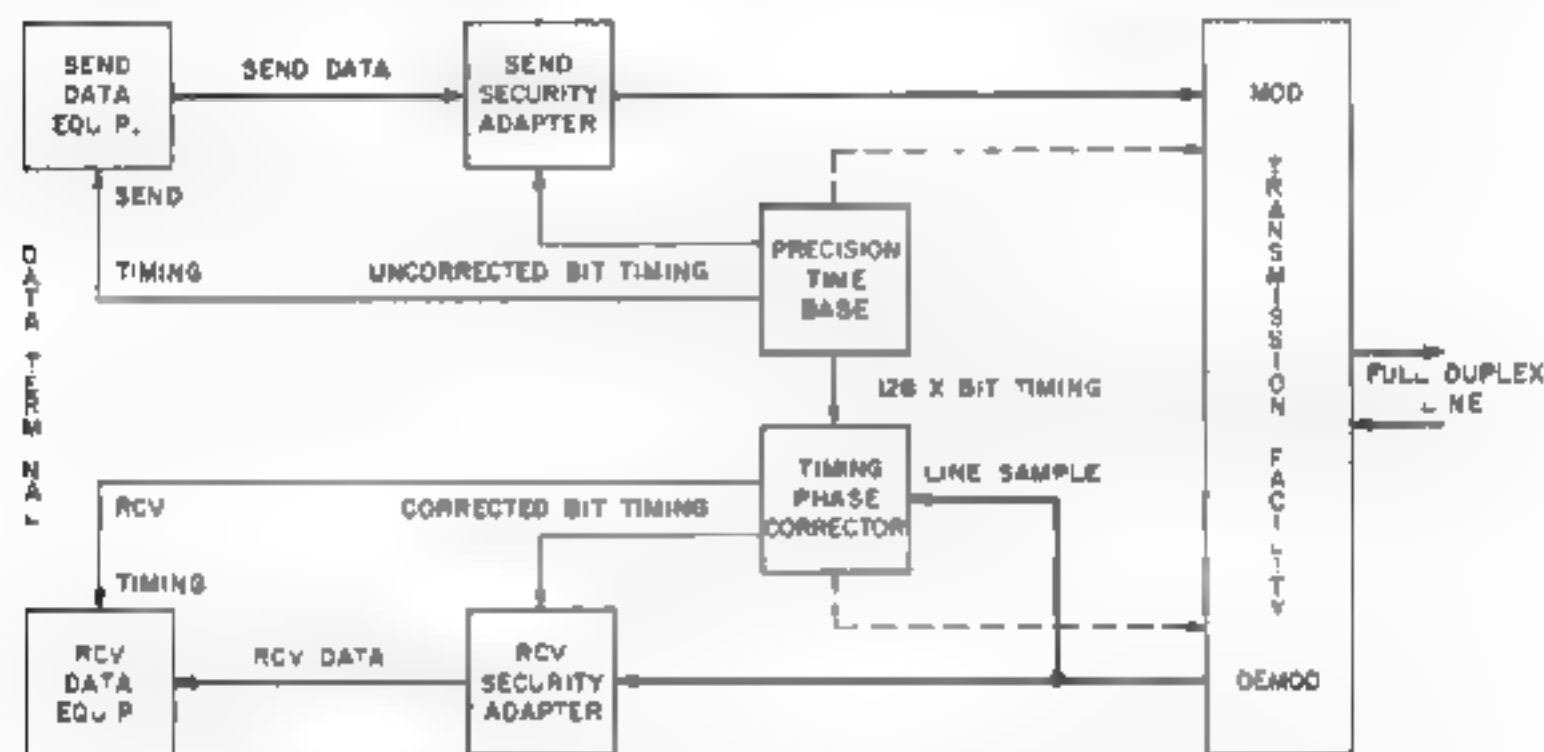 SEND
DATA
EQUIP.
SEND DATA
SEND
SECURITY
ADAPTER
MOD
SEND
TIMING
UNCORRECTED BIT TIMING
PRECISION
TIME
BASE
DATA TERMINAL
128 X BIT TIMING
TRANSMISSION FACILITY
FULL DUPLEX
LINE
RCV
TIMING
CORRECTED BIT TIMING
TIMING
PHASE
CORRECTOR
LINE SAMPLE
RCV
DATA
EQUIP
RCV DATA
RCV
SECURITY
ADAPTER
DEMOD